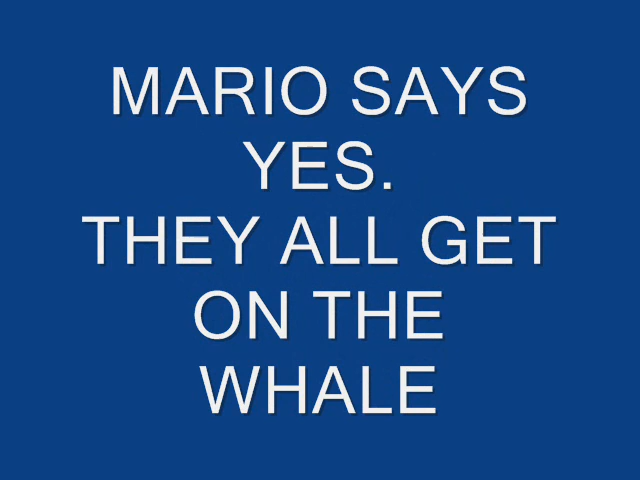 MARIO SAYS
YES.
THEY ALL GET
ON THE
WHALE